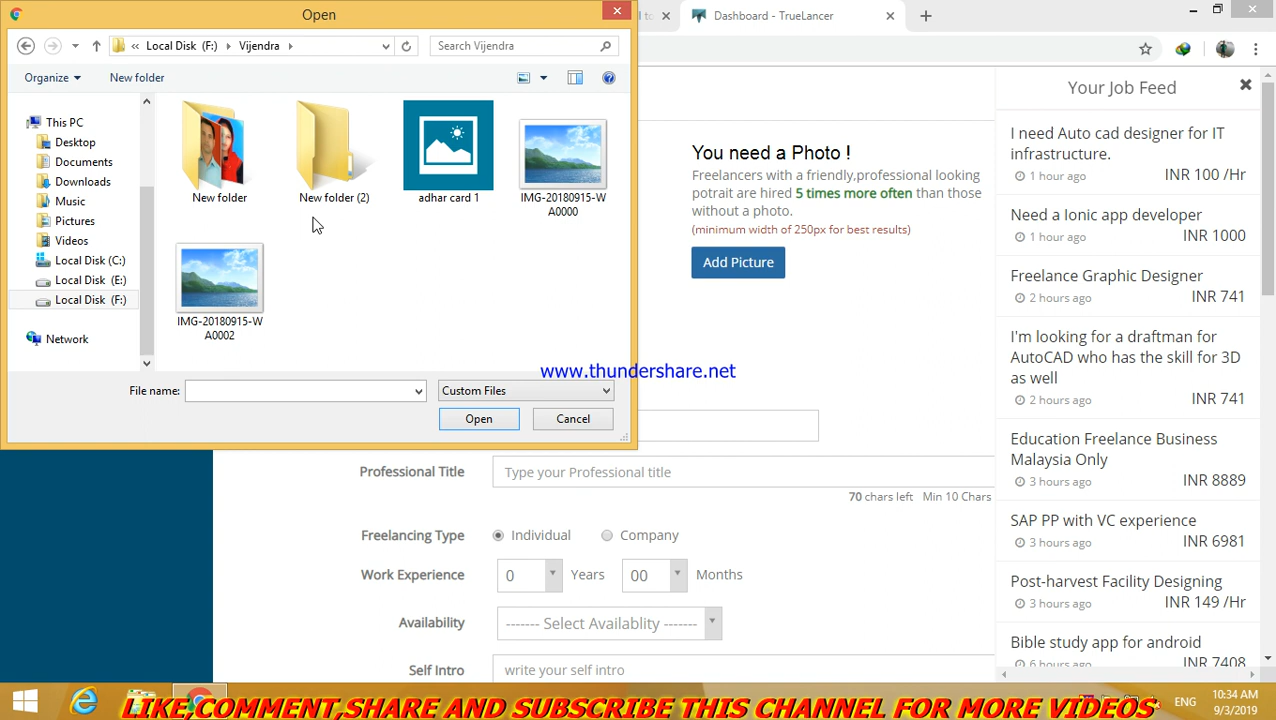 Open
l to
Dashboard - TrueLancer
« Local Disk (F:) Vijendra
Search Vijendra
Organize
New folder
This PC
Desktop
Documents
Downloads
Music
Pictures
Videos
Local Disk (C:)
Local Disk (E:)
Local Disk (F:)
Network
New folder
New folder (2)
adhar card 1
IMG-20180915-W
A0000
IMG-20180915-W
A0002
File name:
Custom Files
Open
Cancel
You need a Photo !
Freelancers with a friendly,professional looking
potrait are hired 5 times more often than those
without a photo.
(minimum width of 250px for best results)
Add Picture
www.thundershare.net
Professional Title
Type your Professional title
70 chars left Min 10 Chars
Freelancing Type
Individual
Company
Work Experience
0
Years
00
Months
Availability
------- Select Availablity -------
Self Intro
write your self intro
Your Job Feed
I need Auto cad designer for IT
infrastructure.
1 hour ago
INR 100 /Hr
Need a Ionic app developer
1 hour ago
INR 1000
Freelance Graphic Designer
2 hours ago
INR 741
I'm looking for a draftman for
AutoCAD who has the skill for 3D
as well
2 hours ago
INR 741
Education Freelance Business
Malaysia Only
3 hours ago
INR 8889
SAP PP with VC experience
3 hours ago
INR 6981
Post-harvest Facility Designing
3 hours ago
INR 149 /Hr
Bible study app for android
6 hours ago
INR 7408
ENG
10:34 AM
9/3/2019
LIKE,COMMENT,SHARE AND SUBSCRIBE THIS CHANNEL FOR MORE VIDEOS